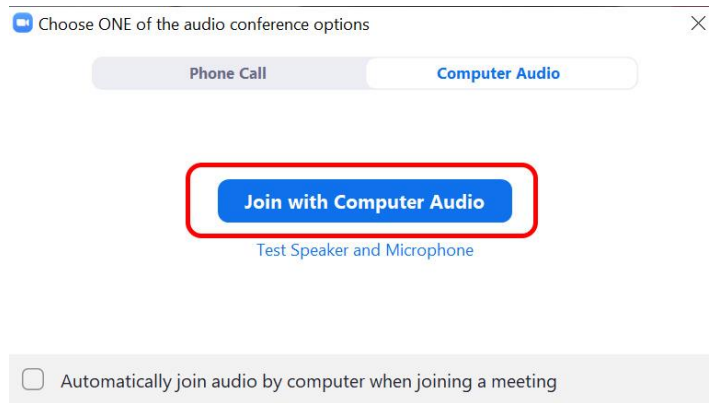 Choose ONE of the audio conference options
Phone Call
Computer Audio
Join with Computer Audio
Test Speaker and Microphone
Automatically join audio by computer when joining a meeting